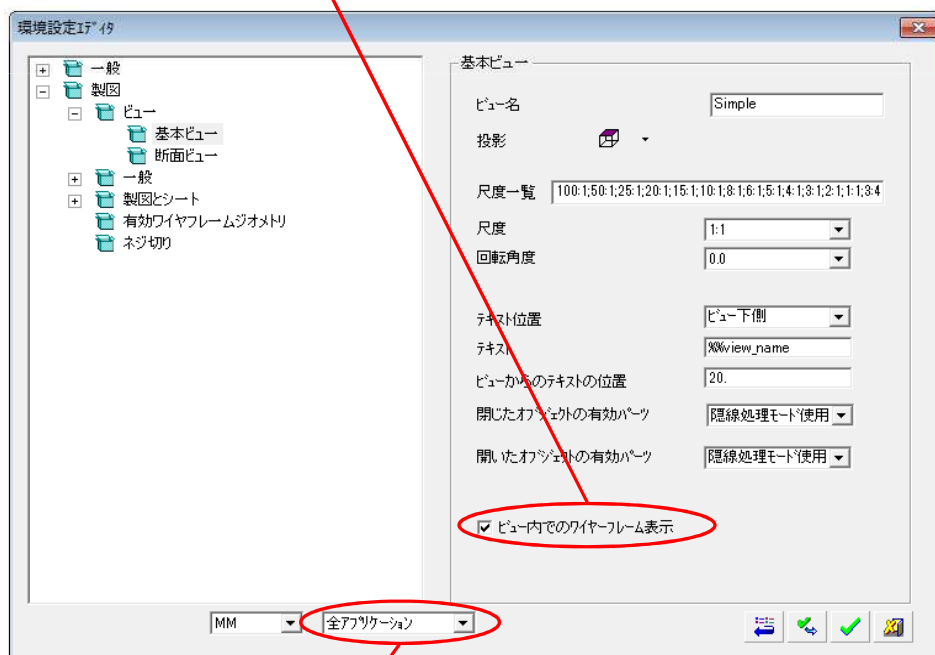 環境設定ｴﾃﾞｨﾀ
一般
製図
ﾋﾞｭｰ
基本ﾋﾞｭｰ
断面ﾋﾞｭｰ
一般
製図とｼｰﾄ
有効ﾜｲﾔﾌﾚｰﾑｼﾞｵﾒﾄﾘ
ﾈｼﾞ切り
基本ﾋﾞｭｰ
ﾋﾞｭｰ名 Simple
投影
尺度一覧 100:1;50:1;25:1;20:1;15:1;10:1;8:1;6:1;5:1;4:1;3:1;2:1;1:1;3:4
尺度 1:1
回転角度 0.0
ﾃｷｽﾄ位置 ﾋﾞｭｰ下側
ﾃｷｽﾄ %%view_name
ﾋﾞｭｰからのﾃｷｽﾄの位置 20.
閉じたｵﾌﾞｼﾞｪｸﾄの有効ﾊﾟｰﾂ 隠線処理ﾓｰﾄﾞ使用
開いたｵﾌﾞｼﾞｪｸﾄの有効ﾊﾟｰﾂ 隠線処理ﾓｰﾄﾞ使用
ﾋﾞｭｰ内でのﾜｲﾔｰﾌﾚｰﾑ表示
MM 全ｱﾌﾟﾘｹｰｼｮﾝ